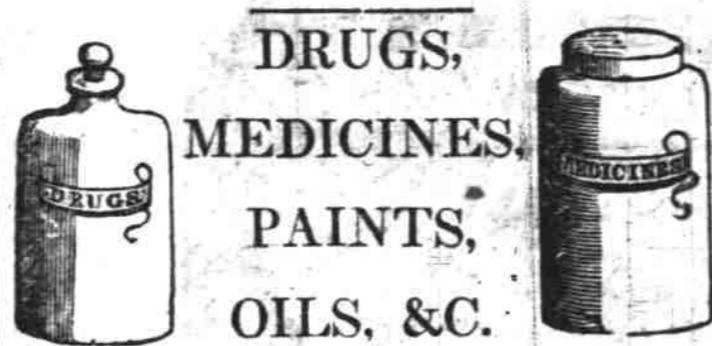 DRUGS,
MEDICINES,
PAINTS,
OILS, &C.
DRUGS
MEDICINES